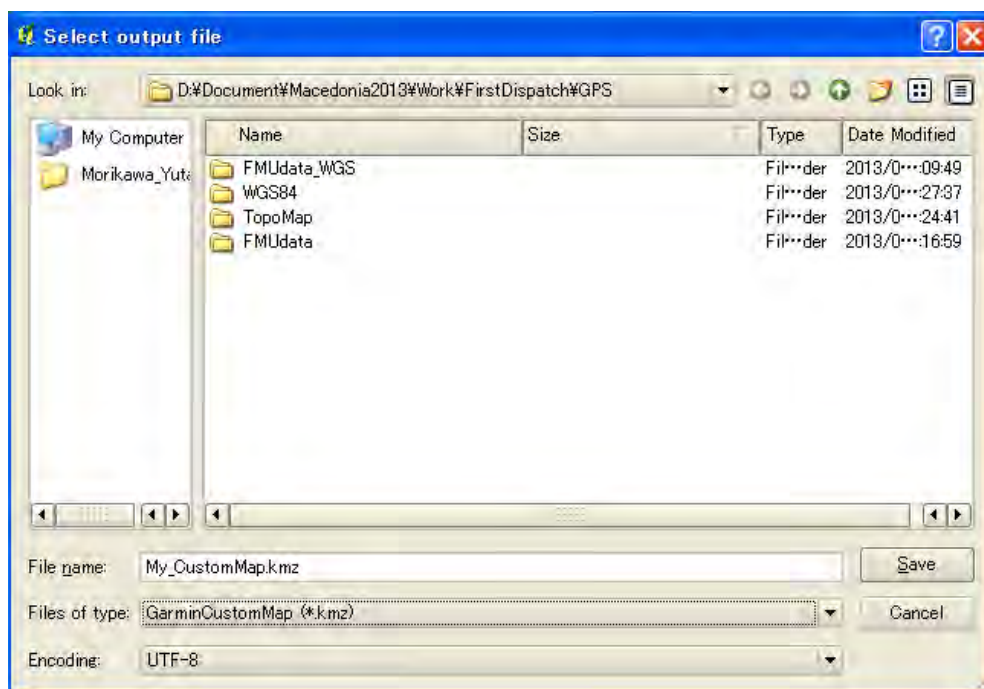 Select output file
Look in: D:¥Document¥Macedonia2013¥Work¥FirstDispatch¥GPS
My Computer
Morikawa_Yuta
Name Size Type Date Modified
FMUdata_WGS Fil…der 2013/0…:09:49
WGS84 Fil…der 2013/0…:27:37
TopoMap Fil…der 2013/0…:24:41
FMUdata Fil…der 2013/0…:16:59
File name: My_CustomMap.kmz Save
Files of type: GarminCustomMap (*.kmz) Cancel
Encoding: UTF-8